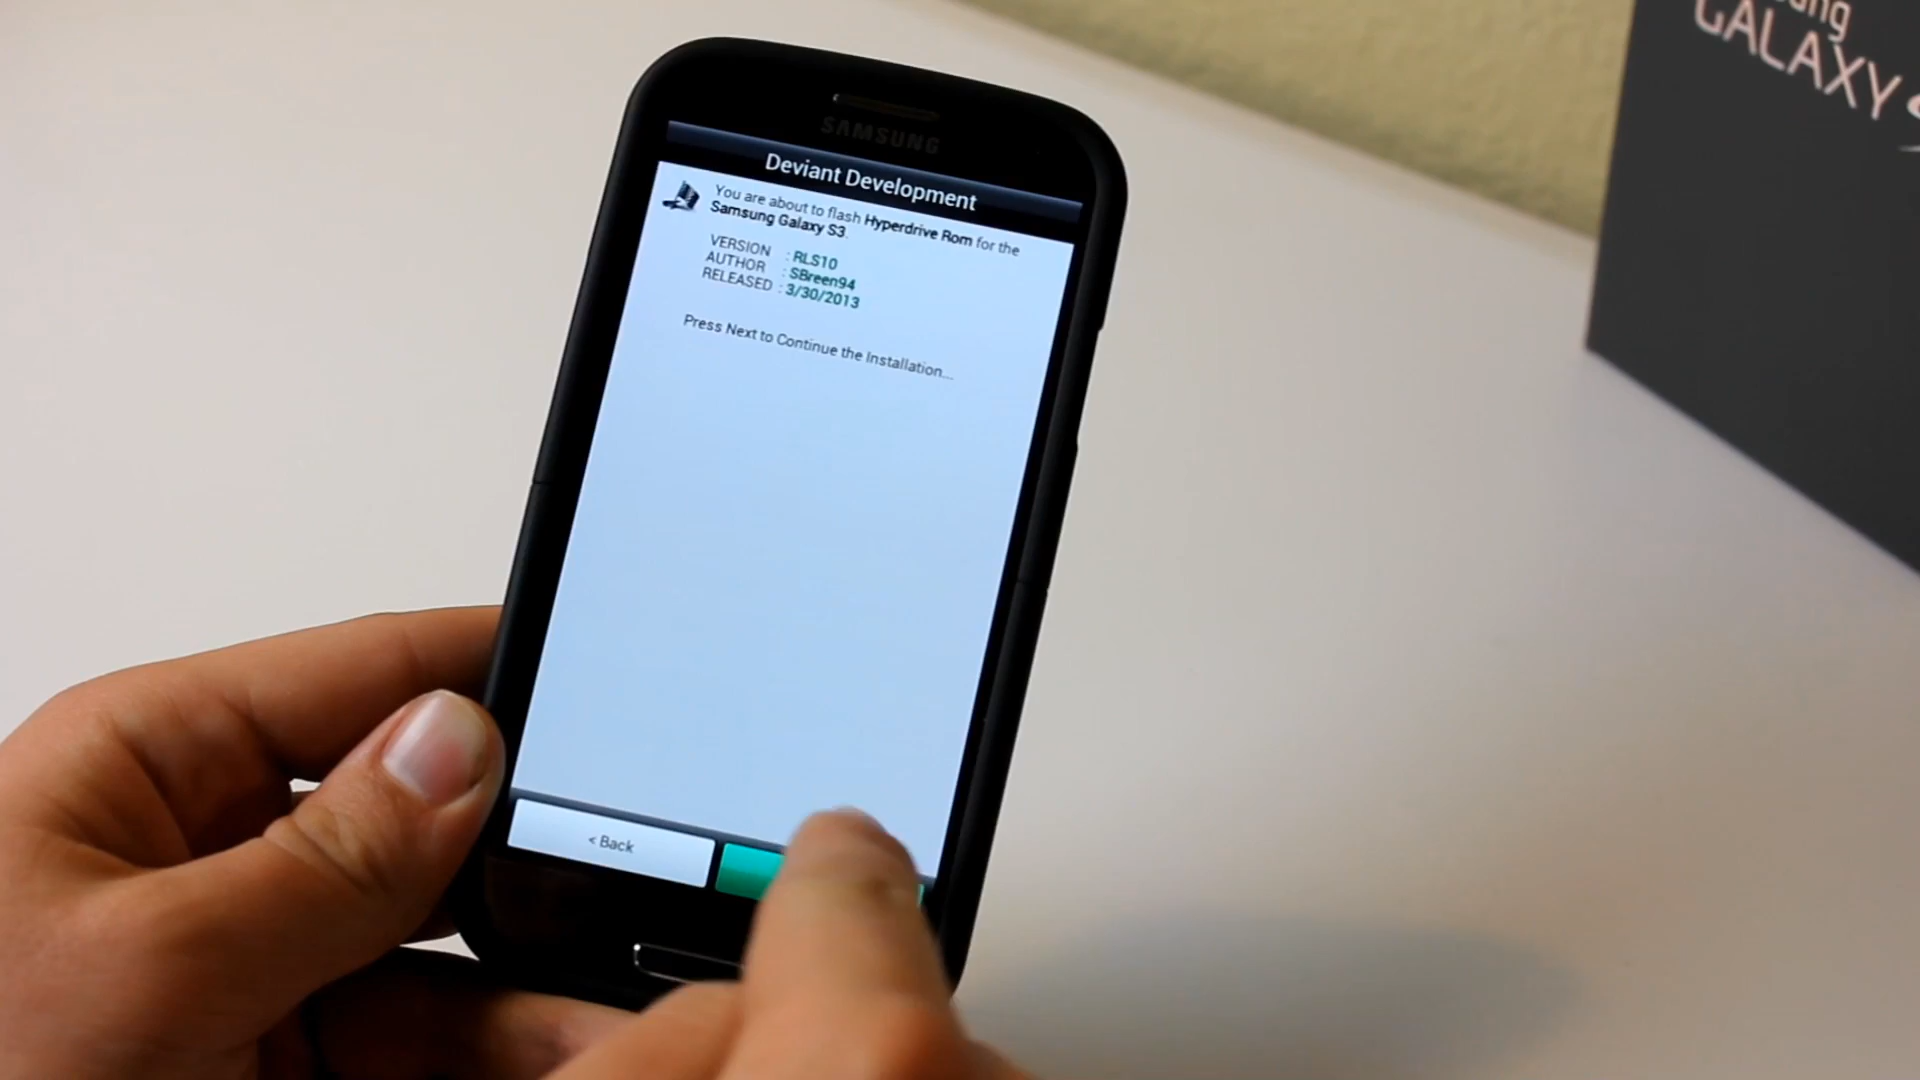 SAMSUNG
Deviant Development
You are about to flash Hyperdrive Rom for the
Samsung Galaxy S3.
VERSION : RLS10
AUTHOR : SBreen94
RELEASED : 3/30/2013
Press Next to Continue the Installation...
< Back
GALAXY